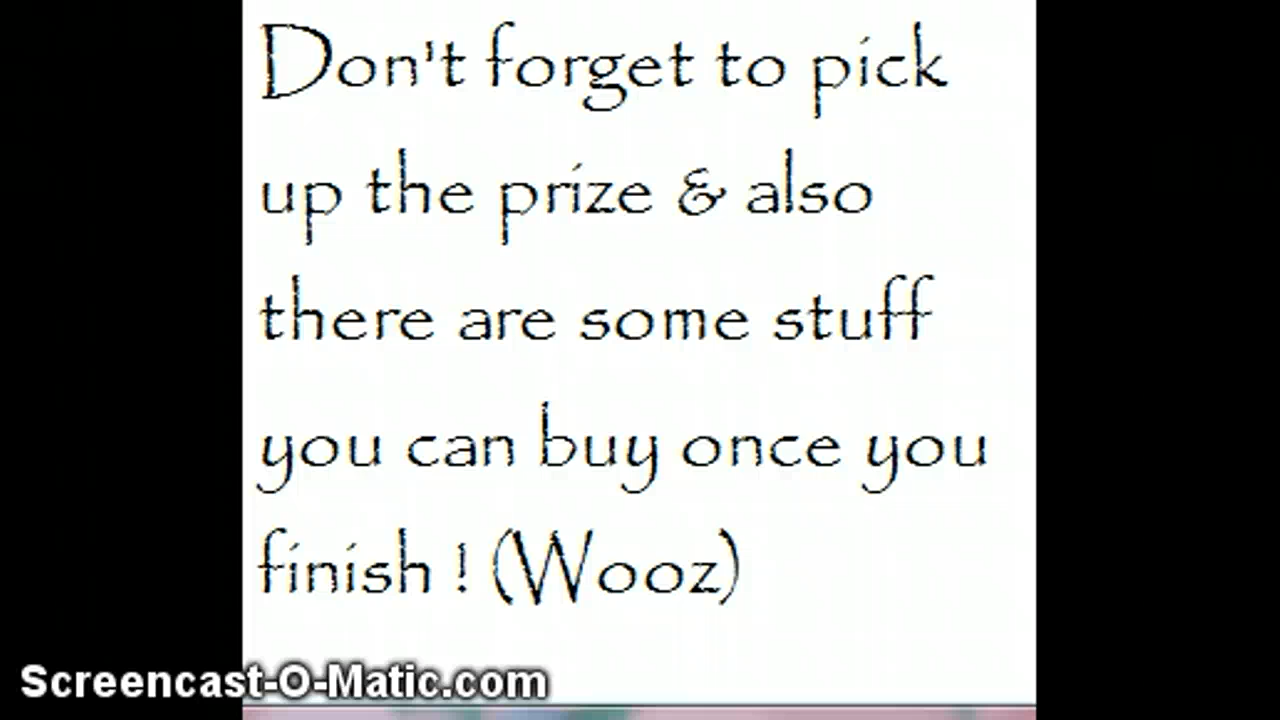 Don't forget to pick
up the prize & also
there are some stuff
you can buy once you
finish ! (Wooz)
Screencast-O-Matic.com